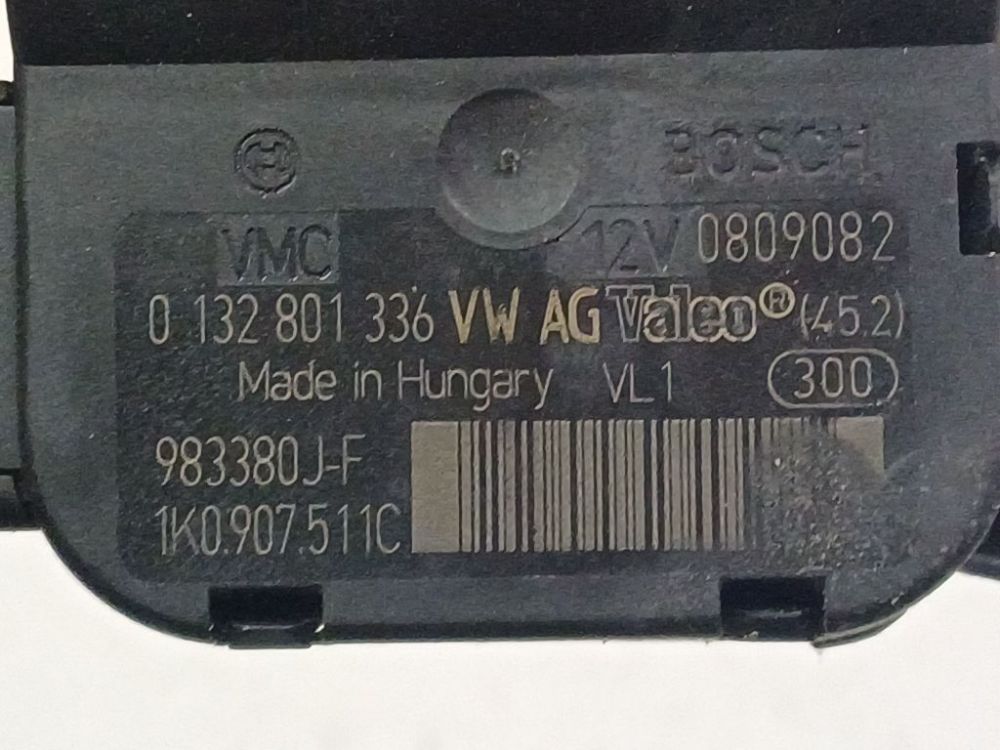 BOSCH
VMC 12V 0809082
0 132 801 336 VW AG Valeo® (45.2)
Made in Hungary VL1 300
983380J-F
1K0.907.511C